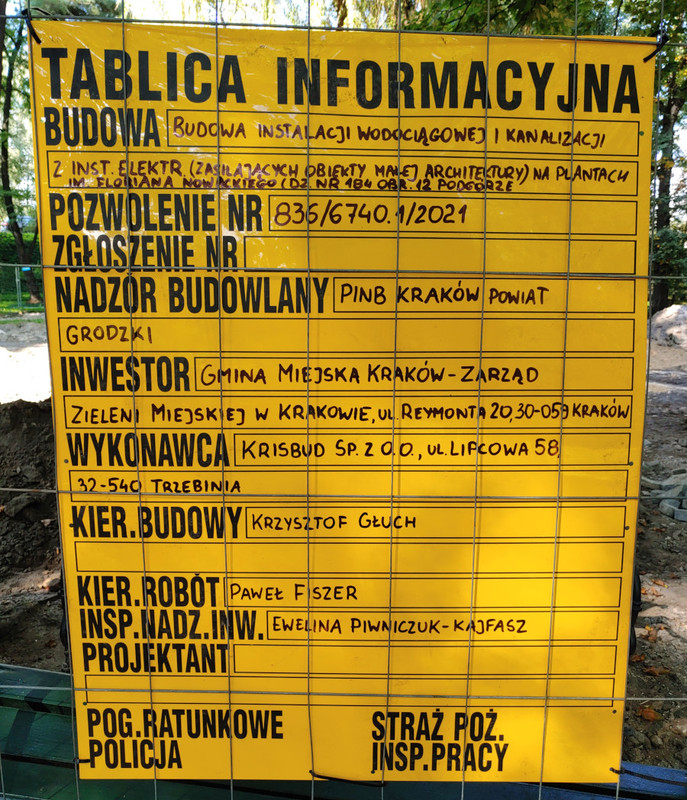 TABLICA INFORMACYJNA
BUDOWA BUDOWA INSTALACJI WODOCIĄGOWEJ I KANALIZACJI
Z INST. ELEKTR. (ZASILAJĄCYCH OBIEKTY MAŁEJ ARCHITEKTURY) NA PLANTACH
IM. FLORIANA NOWACKIEGO (DZ. NR 184 OBR. 12 PODGÓRZE
POZWOLENIE NR 836/6740.1/2021
ZGŁOSZENIE NR
NADZÓR BUDOWLANY PINB KRAKÓW POWIAT
GRODZKI
INWESTOR GMINA MIEJSKA KRAKÓW-ZARZĄD
ZIELENI MIEJSKIEJ W KRAKOWIE, UL. REYMONTA 20, 30-059 KRAKÓW
WYKONAWCA KRISBUD SP. Z O.O., UL. LIPCOWA 58,
32-540 TRZEBINIA
KIER.BUDOWY KRZYSZTOF GŁUCH
KIER.ROBÓT PAWEŁ FISZER
INSP.NADZ.INW. EWELINA PIWNICZUK-KAJFASZ
PROJEKTANT
POG.RATUNKOWE STRAŻ POŻ.
POLICJA INSP.PRACY